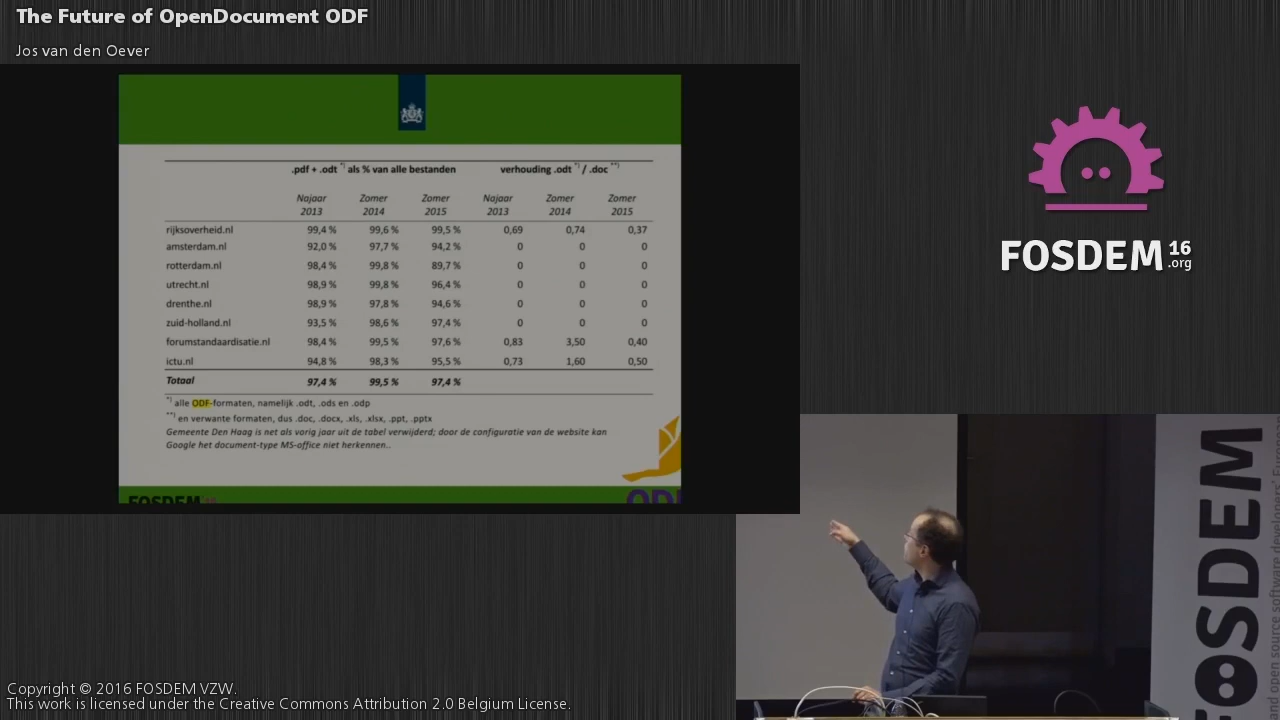 The Future of OpenDocument ODF
Jos van den Oever
.pdf + .odt *) als % van alle bestanden verhouding .odt *) / .doc **)
Najaar 2013 Zomer 2014 Zomer 2015 Najaar 2013 Zomer 2014 Zomer 2015
rijksoverheid.nl 99,4 % 99,6 % 99,5 % 0,69 0,74 0,37
amsterdam.nl 92,0 % 97,7 % 94,2 % 0 0 0
rotterdam.nl 98,4 % 99,8 % 89,7 % 0 0 0
utrecht.nl 98,9 % 99,8 % 96,4 % 0 0 0
drenthe.nl 98,9 % 97,8 % 94,6 % 0 0 0
zuid-holland.nl 93,5 % 98,6 % 97,4 % 0 0 0
forumstandaardisatie.nl 98,4 % 99,5 % 97,6 % 0,83 3,50 0,40
ictu.nl 94,8 % 98,3 % 95,5 % 0,73 1,60 0,50
Totaal 97,4 % 99,5 % 97,4 %
*) alle ODF-formaten, namelijk .odt, .ods en .odp
**) en verwante formaten, dus .doc, .docx, .xls, .xlsx, .ppt, .pptx
Gemeente Den Haag is net als vorig jaar uit de tabel verwijderd; door de configuratie van de website kan
Google het document-type MS-office niet herkennen..
FOSDEM16
ODF
FOSDEM 16
.org
FOSDEM
and open source software developers' European
Copyright © 2016 FOSDEM VZW.
This work is licensed under the Creative Commons Attribution 2.0 Belgium License.